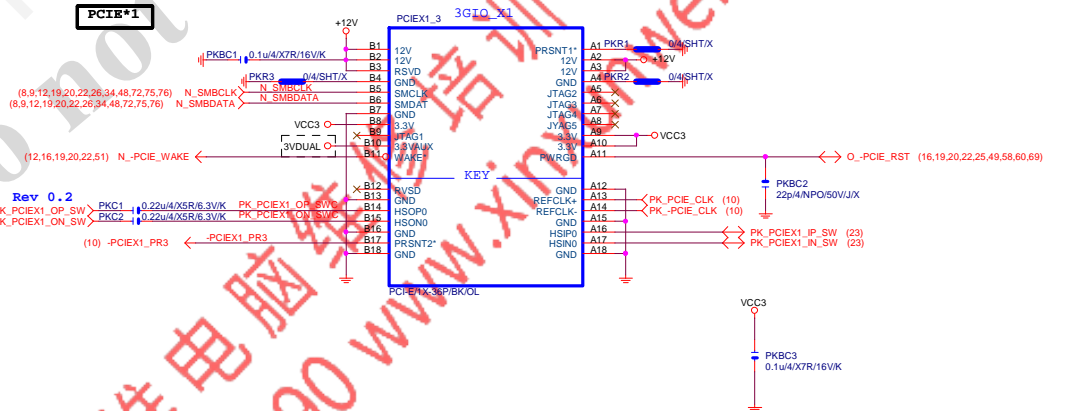 PCIE*1
3GIO_X1
PCIEX1_3
+12V
PKBC1
0.1u/4/X7R/16V/K
PKR3
0/4/SHT/X
(8,9,12,19,20,22,26,34,48,72,75,76)
N_SMBCLK
N_SMBCLK
(8,9,12,19,20,22,26,34,48,72,75,76)
N_SMBDATA
N_SMBDATA
VCC3
3VDUAL
(12,16,19,20,22,51)
N_-PCIE_WAKE
Rev 0.2
PK_PCIEX1_OP_SW
PKC1
0.22u/4/X5R/6.3V/K
PK_PCIEX1_OP_SWC
PK_PCIEX1_ON_SW
PKC2
0.22u/4/X5R/6.3V/K
PK_PCIEX1_ON_SWC
(10)
-PCIEX1_PR3
-PCIEX1_PR3
B1 12V
B2 12V
B3 RSVD
B4 GND
B5 SMCLK
B6 SMDAT
B7 GND
B8 3.3V
B9 JTAG1
B10 3.3VAUX
B11 WAKE*
KEY
B12 RVSD
B13 GND
B14 HSOP0
B15 HSON0
B16 GND
B17 PRSNT2*
B18 GND
PRSNT1* A1
12V A2
12V A3
GND A4
JTAG2 A5
JTAG3 A6
JTAG4 A7
JYAG5 A8
3.3V A9
3.3V A10
PWRGD A11
GND A12
REFCLK+ A13
REFCLK- A14
GND A15
HSIP0 A16
HSIN0 A17
GND A18
PCI-E/1X-36P/BK/OL
PKR1
0/4/SHT/X
+12V
PKR2
0/4/SHT/X
VCC3
O_-PCIE_RST
(16,19,20,22,25,49,58,60,69)
PKBC2
22p/4/NPO/50V/J/X
PK_PCIE_CLK
(10)
PK_-PCIE_CLK
(10)
PK_PCIEX1_IP_SW
(23)
PK_PCIEX1_IN_SW
(23)
VCC3
PKBC3
0.1u/4/X7R/16V/K
o not
维电脑维修培训
www.xinxunwe